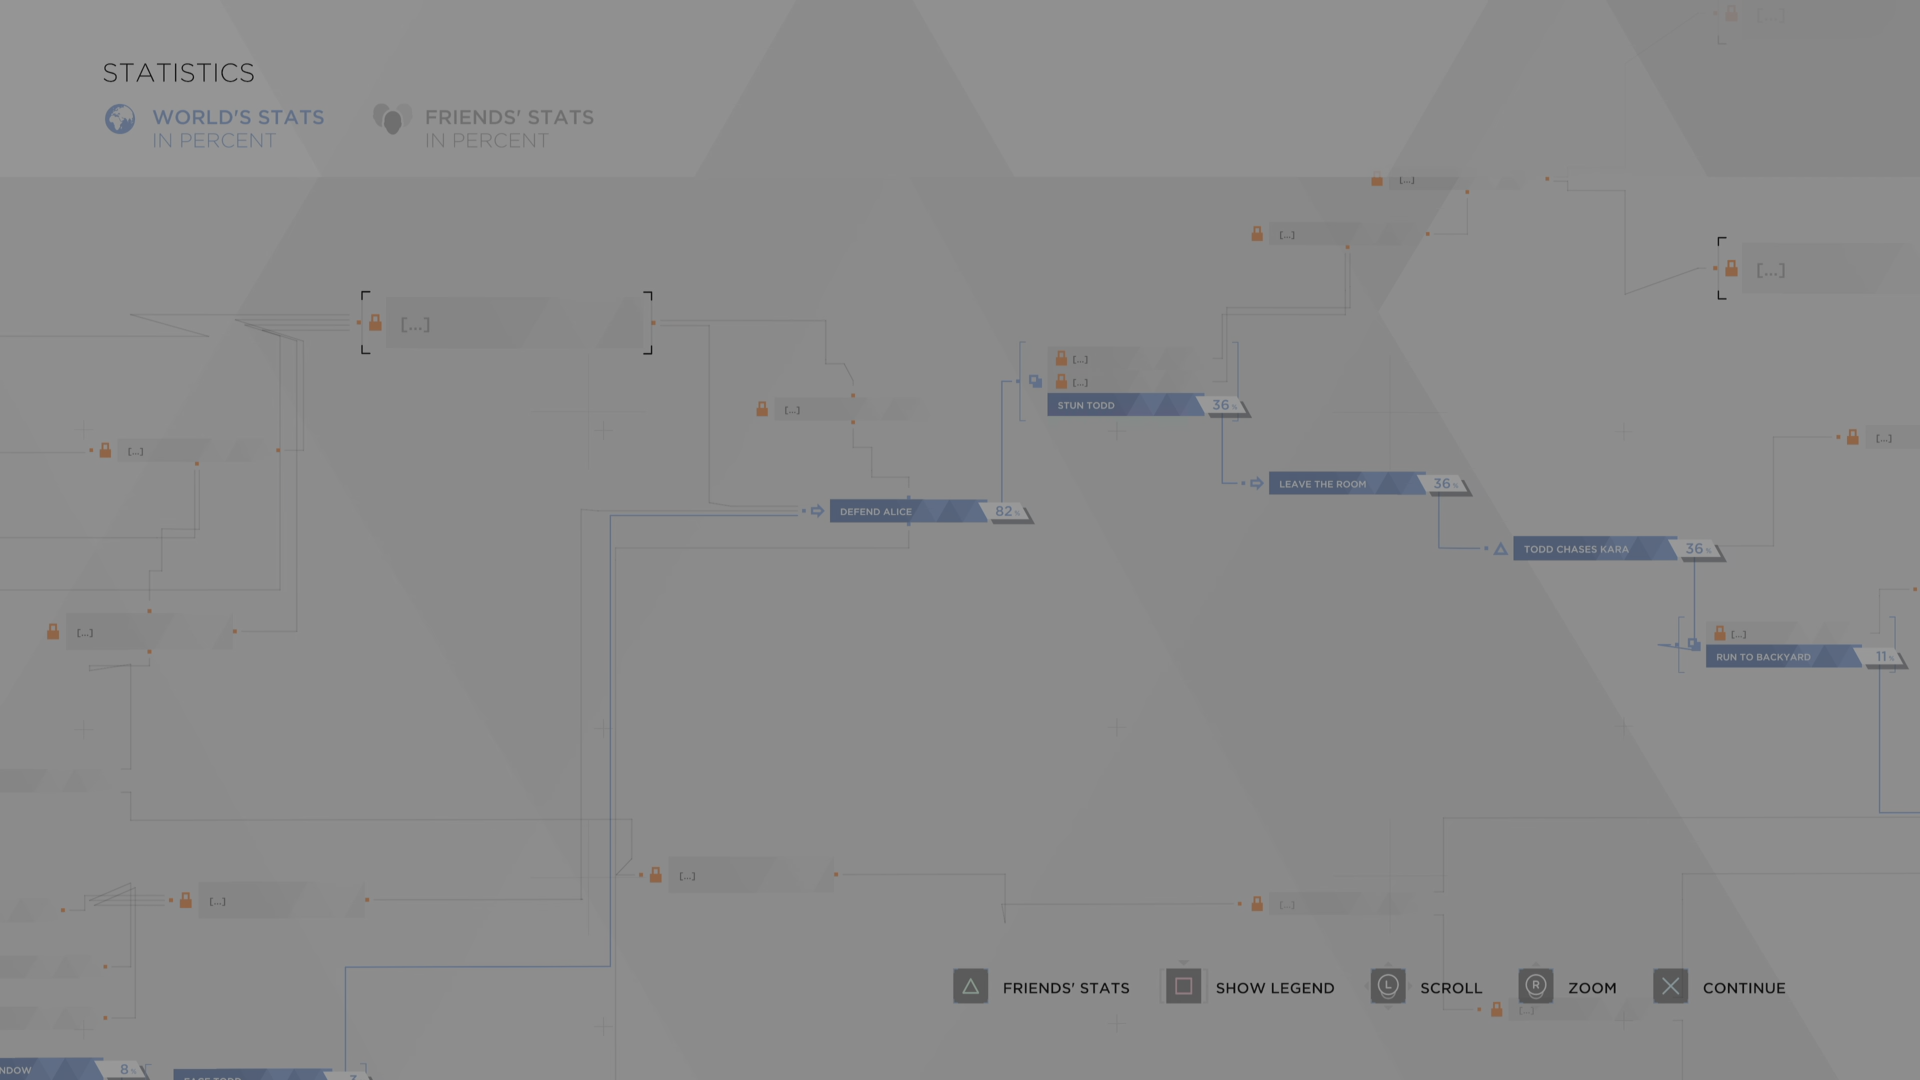 STATISTICS
WORLD'S STATS
IN PERCENT
FRIENDS' STATS
IN PERCENT
[...]
[...]
[...]
[...]
[...]
[...]
[...]
STUN TODD 36%
[...]
[...]
[...]
[...]
LEAVE THE ROOM 36%
DEFEND ALICE 82%
TODD CHASES KARA 36%
[...]
[...]
RUN TO BACKYARD 11%
[...]
[...]
[...]
FRIENDS' STATS
SHOW LEGEND
L
SCROLL
R
ZOOM
CONTINUE
[...]
NDOW 8%